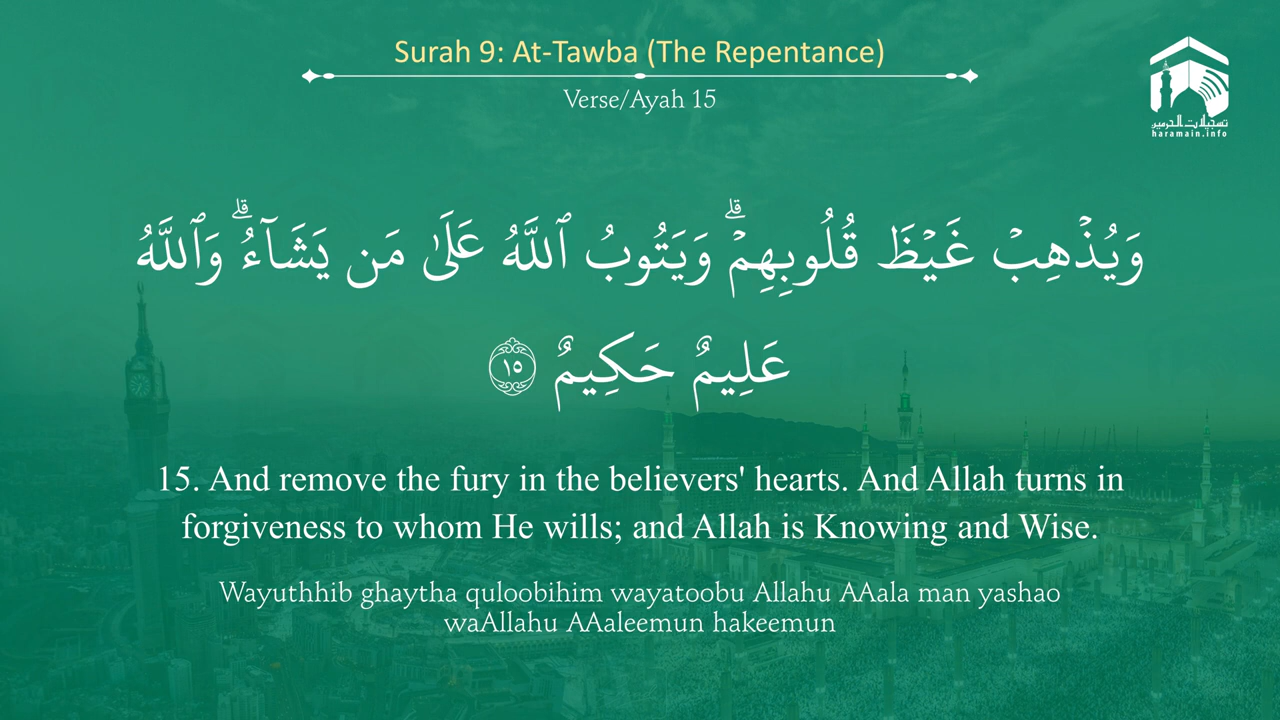 Surah 9: At-Tawba (The Repentance)
Verse/Ayah 15
تسجيلات الحرمين
haramain.info
وَيُذۡهِبۡ غَيۡظَ قُلُوبِهِمۡۗ وَيَتُوبُ ٱللَّهُ عَلَىٰ مَن يَشَآءُۗ وَٱللَّهُ
عَلِيمٌ حَكِيمٌ ١٥
15. And remove the fury in the believers' hearts. And Allah turns in
forgiveness to whom He wills; and Allah is Knowing and Wise.
Wayuthhib ghaytha quloobihim wayatoobu Allahu AAala man yashao
waAllahu AAaleemun hakeemun